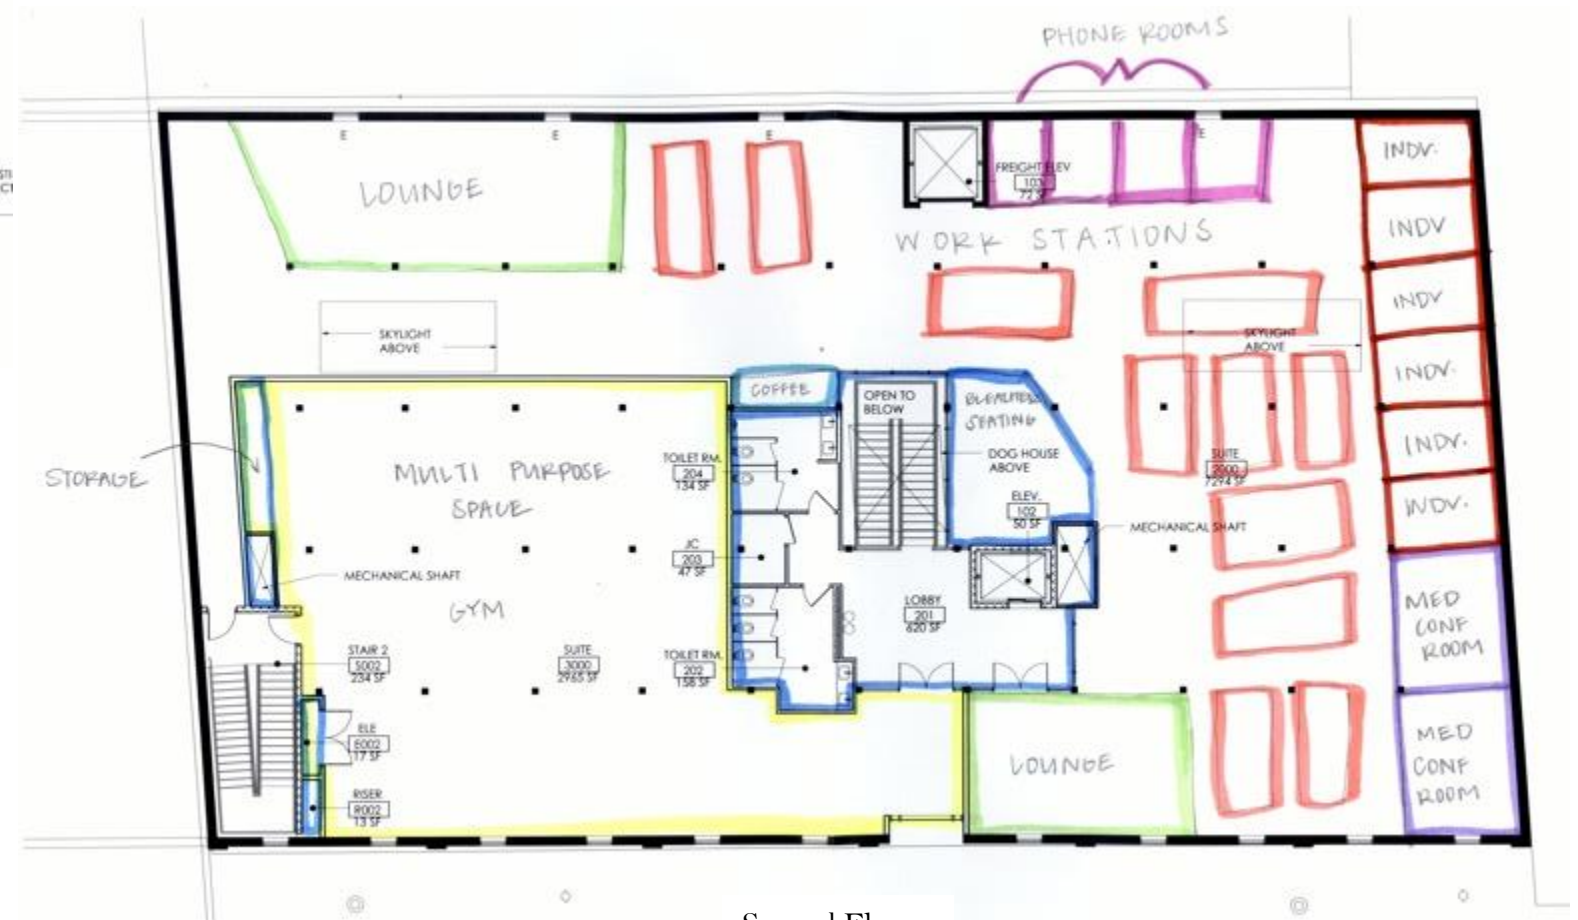 PHONE ROOMS
E
E
E
E
LOUNGE
FREIGHT ELEV
103
72 SF
INDV.
WORK STATIONS
INDV
INDV
SKYLIGHT
ABOVE
SKYLIGHT
ABOVE
INDV.
COFFEE
OPEN TO
BELOW
BLEACHER
SEATING
DOG HOUSE
ABOVE
INDV.
STORAGE
MULTI PURPOSE
SPACE
TOILET RM.
204
134 SF
SUITE
2000
7294 SF
ELEV.
102
50 SF
INDV.
MECHANICAL SHAFT
JC
203
47 SF
MECHANICAL SHAFT
GYM
LOBBY
201
620 SF
MED
CONF
ROOM
STAIR 2
S002
234 SF
SUITE
3000
2965 SF
TOILET RM.
202
158 SF
ELE
E002
17 SF
LOUNGE
MED
CONF
ROOM
RISER
R002
13 SF